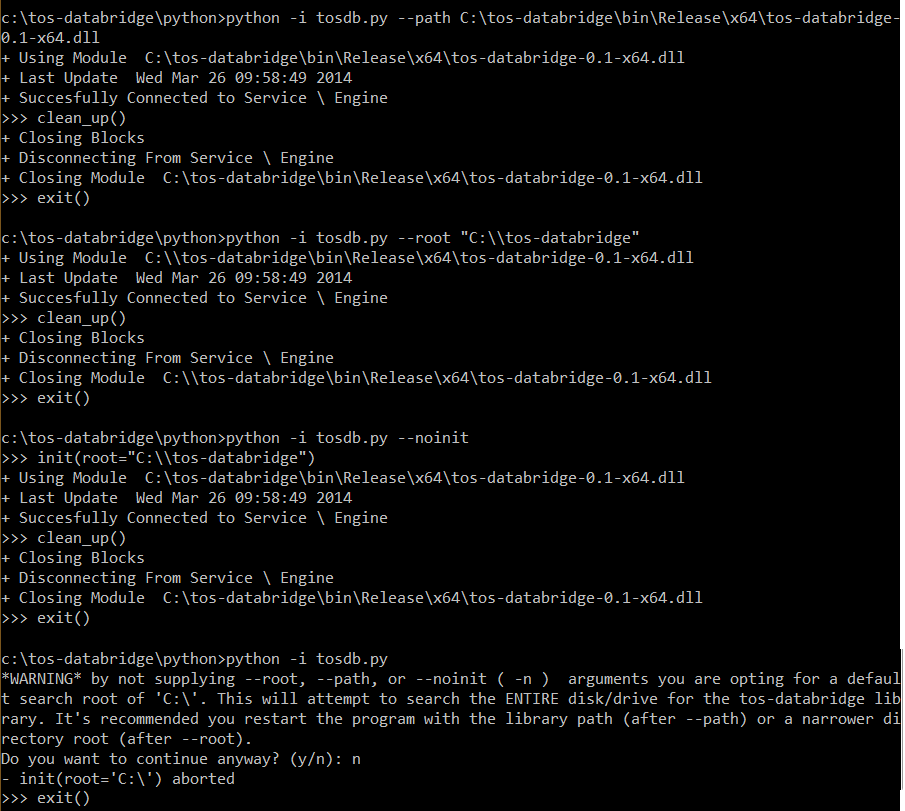 c:\tos-databridge\python>python -i tosdb.py --path C:\tos-databridge\bin\Release\x64\tos-databridge-
0.1-x64.dll
+ Using Module  C:\tos-databridge\bin\Release\x64\tos-databridge-0.1-x64.dll
+ Last Update  Wed Mar 26 09:58:49 2014
+ Succesfully Connected to Service \ Engine
>>> clean_up()
+ Closing Blocks
+ Disconnecting From Service \ Engine
+ Closing Module  C:\tos-databridge\bin\Release\x64\tos-databridge-0.1-x64.dll
>>> exit()
c:\tos-databridge\python>python -i tosdb.py --root "C:\\tos-databridge"
+ Using Module  C:\\tos-databridge\bin\Release\x64\tos-databridge-0.1-x64.dll
+ Last Update  Wed Mar 26 09:58:49 2014
+ Succesfully Connected to Service \ Engine
>>> clean_up()
+ Closing Blocks
+ Disconnecting From Service \ Engine
+ Closing Module  C:\\tos-databridge\bin\Release\x64\tos-databridge-0.1-x64.dll
>>> exit()
c:\tos-databridge\python>python -i tosdb.py --noinit
>>> init(root="C:\\tos-databridge")
+ Using Module  C:\tos-databridge\bin\Release\x64\tos-databridge-0.1-x64.dll
+ Last Update  Wed Mar 26 09:58:49 2014
+ Succesfully Connected to Service \ Engine
>>> clean_up()
+ Closing Blocks
+ Disconnecting From Service \ Engine
+ Closing Module  C:\tos-databridge\bin\Release\x64\tos-databridge-0.1-x64.dll
>>> exit()
c:\tos-databridge\python>python -i tosdb.py
*WARNING* by not supplying --root, --path, or --noinit ( -n )  arguments you are opting for a defaul
t search root of 'C:\'. This will attempt to search the ENTIRE disk/drive for the tos-databridge lib
rary. It's recommended you restart the program with the library path (after --path) or a narrower di
rectory root (after --root).
Do you want to continue anyway? (y/n): n
- init(root='C:\') aborted
>>> exit()